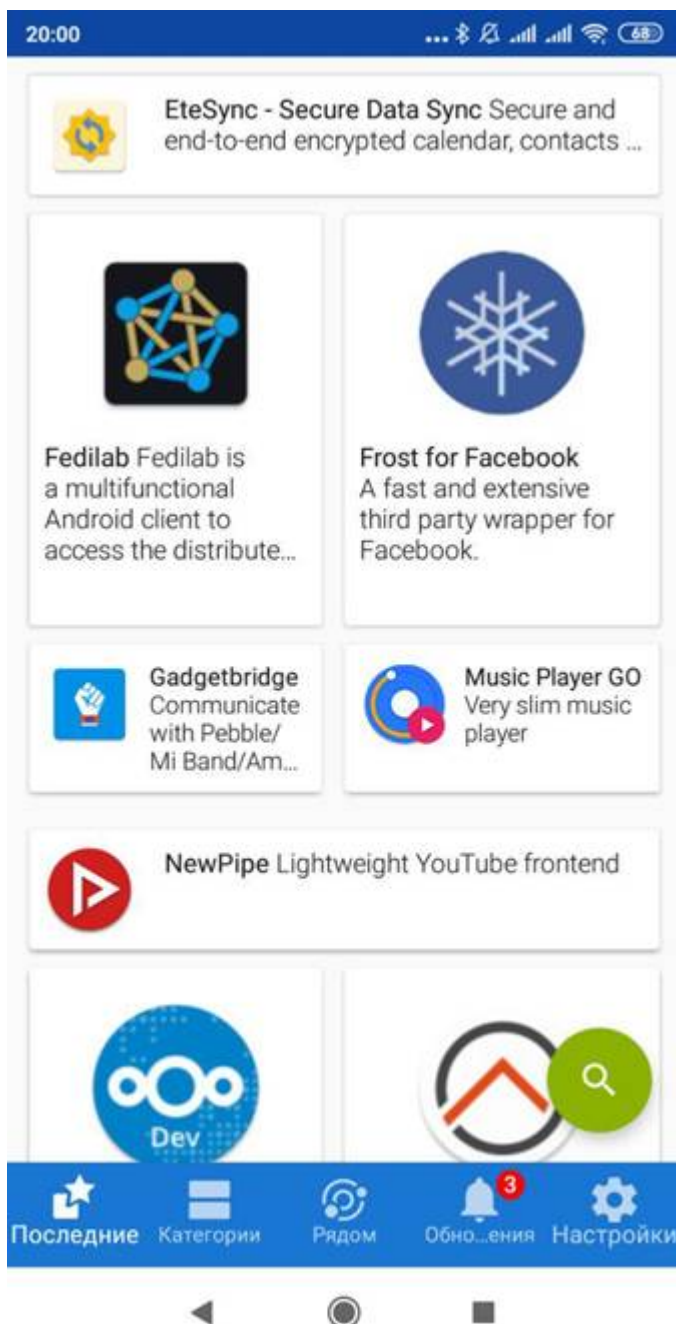 20:00
68
EteSync - Secure Data Sync Secure and
end-to-end encrypted calendar, contacts ...
Fedilab Fedilab is
a multifunctional
Android client to
access the distribute...
Frost for Facebook
A fast and extensive
third party wrapper for
Facebook.
Gadgetbridge
Communicate
with Pebble/
Mi Band/Am...
Music Player GO
Very slim music
player
NewPipe Lightweight YouTube frontend
Dev
3
Последние Категории Рядом Обно...ения Настройки